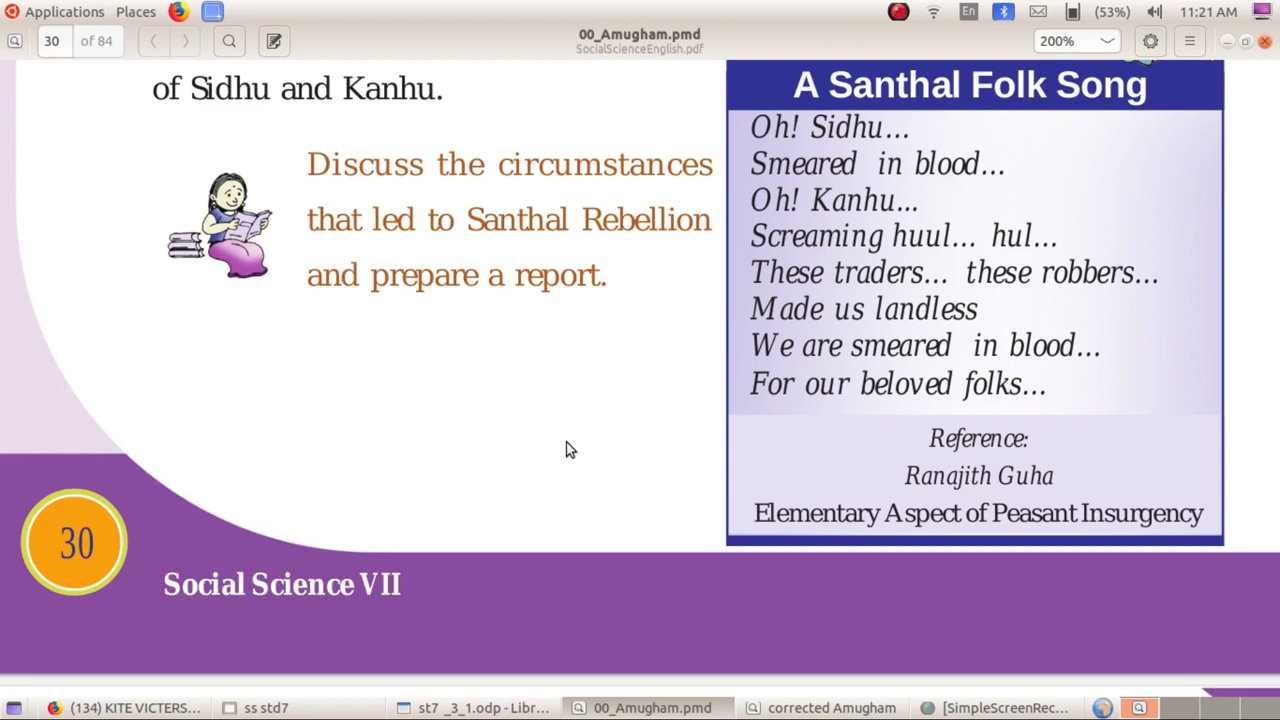 Applications Places En (53%) 11:21 AM
30 of 84 00_Amugham.pmd 200%
SocialScienceEnglish.pdf
of Sidhu and Kanhu.
Discuss the circumstances
that led to Santhal Rebellion
and prepare a report.
A Santhal Folk Song
Oh! Sidhu...
Smeared in blood...
Oh! Kanhu...
Screaming huul... hul...
These traders... these robbers...
Made us landless
We are smeared in blood...
For our beloved folks...
Reference:
Ranajith Guha
Elementary Aspect of Peasant Insurgency
30
Social Science VII
(134) KITE VICTERS... ss std7 st7 _3_1.odp - Libr... 00_Amugham.pmd corrected Amugham [SimpleScreenRec...